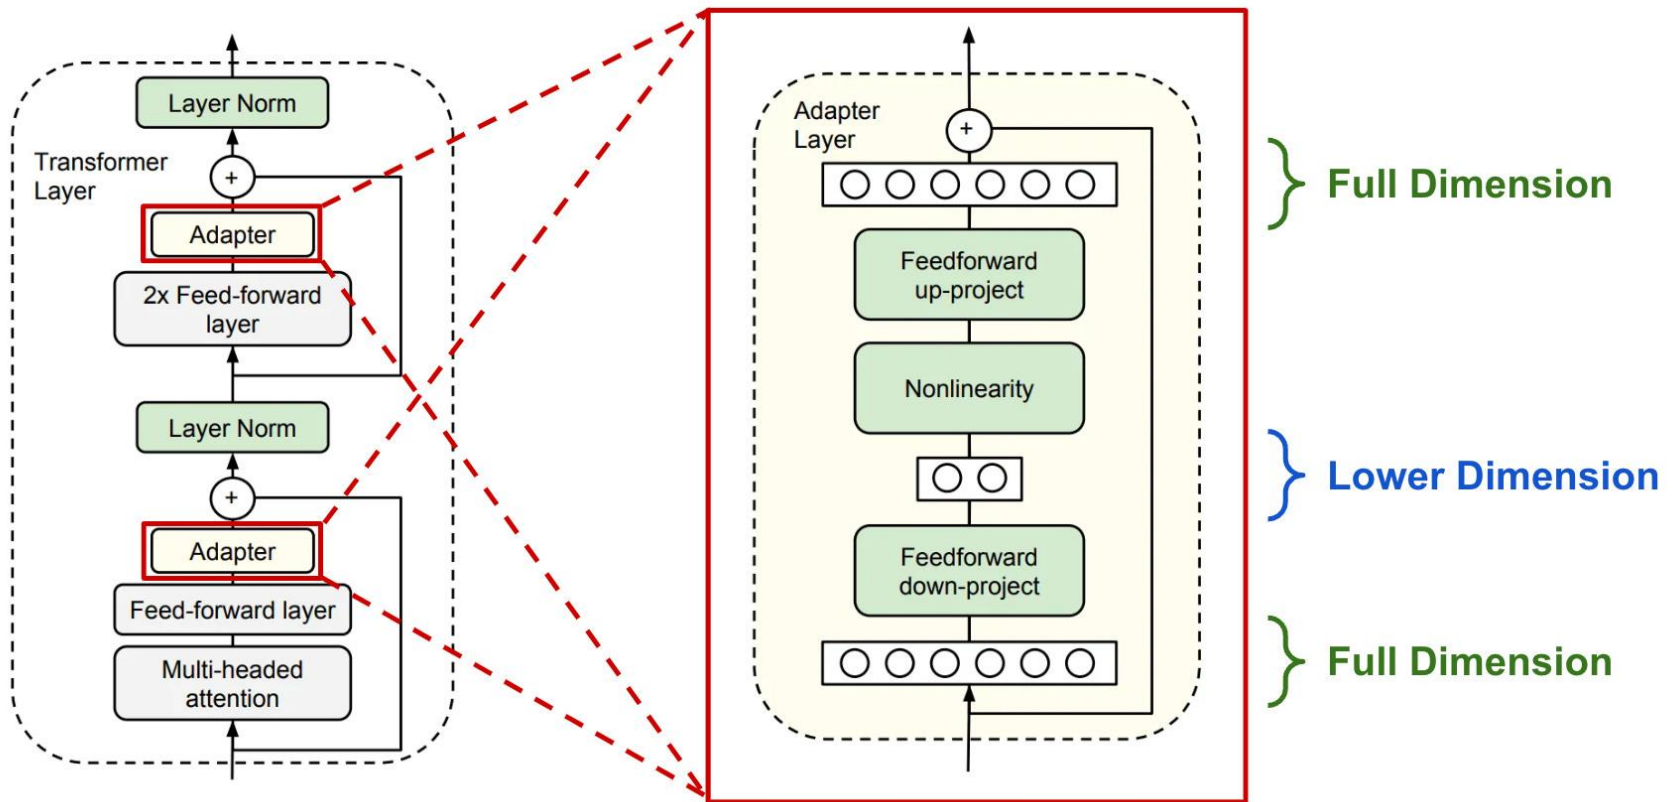 Layer Norm
Transformer
Layer
+
Adapter
2x Feed-forward
layer
Layer Norm
+
Adapter
Feed-forward layer
Multi-headed
attention
Adapter
Layer
+
Feedforward
up-project
Nonlinearity
Feedforward
down-project
Full Dimension
Lower Dimension
Full Dimension